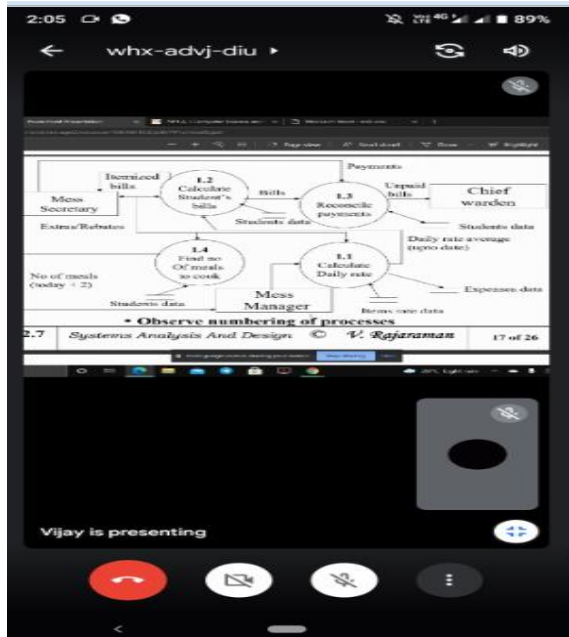 2:05
4G 89%
whx-advj-diu
Payments
Itemized
bills
1.2
Calculate
Student's
bills
Bills
1.3
Reconcile
payments
Unpaid
bills
Chief
warden
Mess
Secretary
Extras/Rebates
Students data
Students data
Daily rate average
(upto date)
1.4
Find no
Of meals
to cook
1.1
Calculate
Daily rate
No of meals
(today + 2)
Expenses data
Students data
Mess
Manager
Items rate data
• Observe numbering of processes
2.7 Systems Analysis And Design © V. Rajaraman 17 of 26
Vijay is presenting